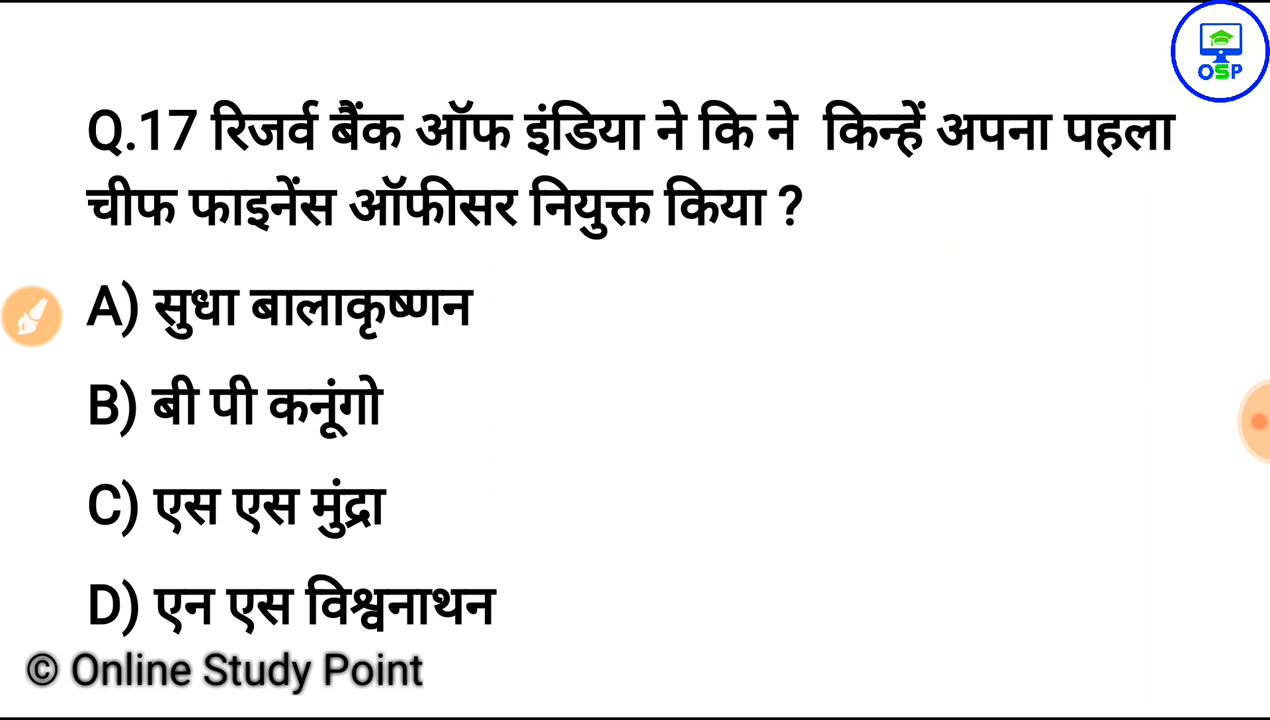 OSP
Q.17 रिजर्व बैंक ऑफ इंडिया ने कि ने किन्हें अपना पहला
चीफ फाइनेंस ऑफीसर नियुक्त किया ?
A) सुधा बालाकृष्णन
B) बी पी कनूंगो
C) एस एस मुंद्रा
D) एन एस विश्वनाथन
© Online Study Point